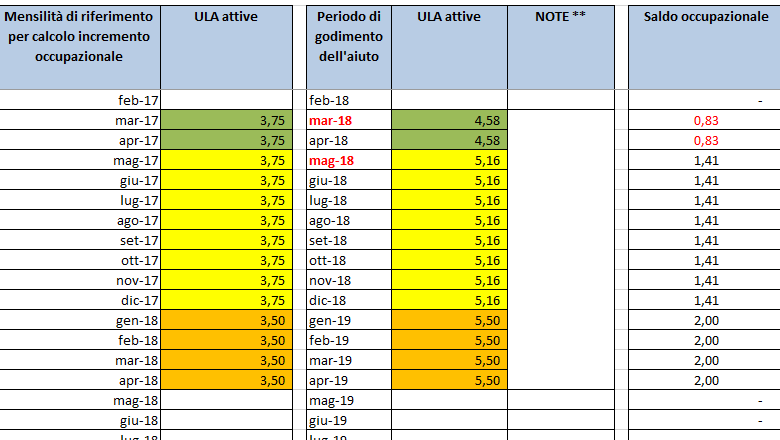 Mensilità di riferimento per calcolo incremento occupazionale ULA attive Periodo di godimento dell'aiuto ULA attive NOTE ** Saldo occupazionale
feb-17 feb-18 -
mar-17 3,75 mar-18 4,58 0,83
apr-17 3,75 apr-18 4,58 0,83
mag-17 3,75 mag-18 5,16 1,41
giu-17 3,75 giu-18 5,16 1,41
lug-17 3,75 lug-18 5,16 1,41
ago-17 3,75 ago-18 5,16 1,41
set-17 3,75 set-18 5,16 1,41
ott-17 3,75 ott-18 5,16 1,41
nov-17 3,75 nov-18 5,16 1,41
dic-17 3,75 dic-18 5,16 1,41
gen-18 3,50 gen-19 5,50 2,00
feb-18 3,50 feb-19 5,50 2,00
mar-18 3,50 mar-19 5,50 2,00
apr-18 3,50 apr-19 5,50 2,00
mag-18 mag-19 -
giu-18 giu-19 -
lug-18 lug-19